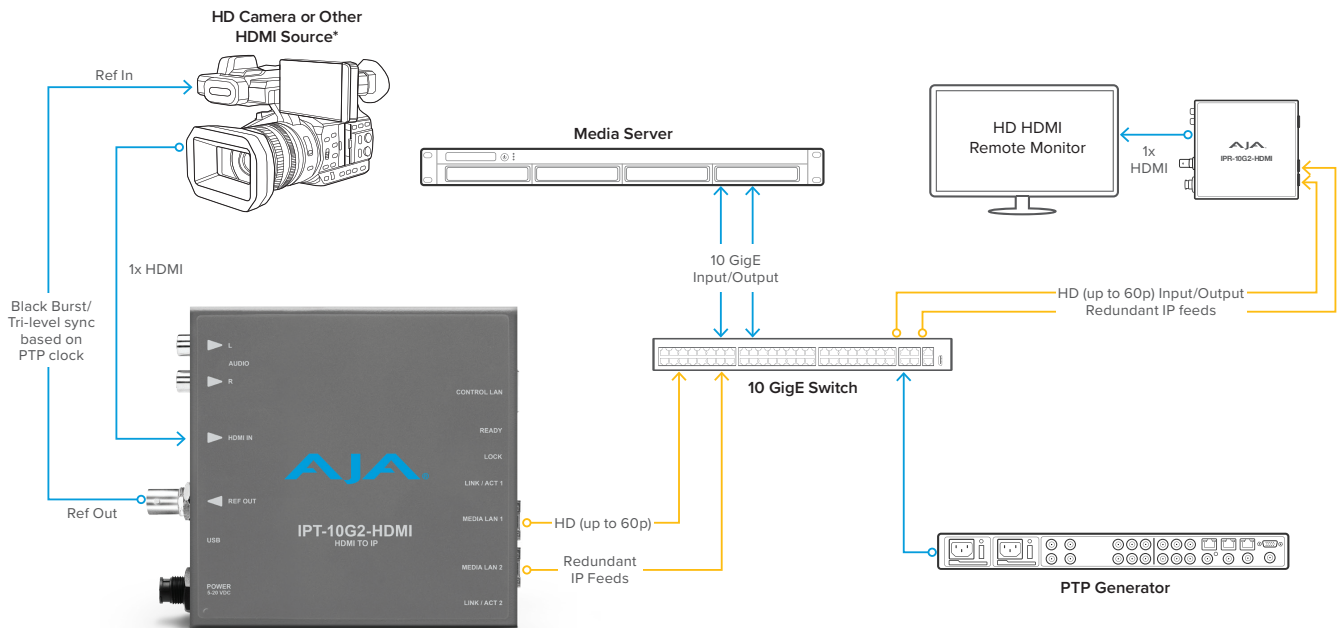 HD Camera or Other
HDMI Source*
Ref In
Media Server
HD HDMI
Remote Monitor
1x
HDMI
AJA
IPR-10G2-HDMI
1x HDMI
10 GigE
Input/Output
HD (up to 60p) Input/Output
Redundant IP feeds
Black Burst/
Tri-level sync
based on
PTP clock
10 GigE Switch
L
AUDIO
R
HDMI IN
REF OUT
USB
POWER
5-20 VDC
AJA
IPT-10G2-HDMI
HDMI TO IP
CONTROL LAN
READY
LOCK
LINK / ACT 1
MEDIA LAN 1
MEDIA LAN 2
LINK / ACT 2
Ref Out
HD (up to 60p)
Redundant
IP Feeds
PTP Generator